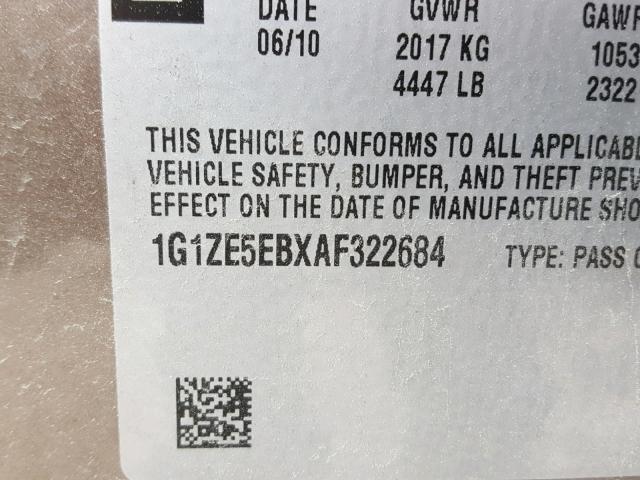 DATE GVWR GAWR
06/10 2017 KG 1053
4447 LB 2322
THIS VEHICLE CONFORMS TO ALL APPLICABL
VEHICLE SAFETY, BUMPER, AND THEFT PREV
EFFECT ON THE DATE OF MANUFACTURE SHO
1G1ZE5EBXAF322684 TYPE: PASS C